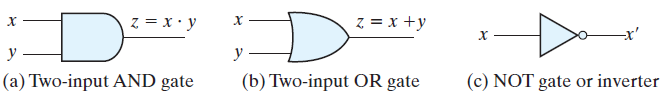 x
y
z = x · y
(a) Two-input AND gate
x
y
z = x + y
(b) Two-input OR gate
x
x′
(c) NOT gate or inverter